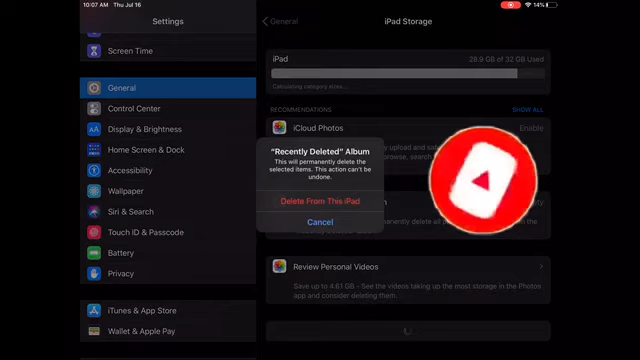 10:07 AM Thu Jul 16
14%
Settings
General
iPad Storage
Screen Time
General
Control Center
Display & Brightness
Home Screen & Dock
Accessibility
Wallpaper
Siri & Search
Touch ID & Passcode
Battery
Privacy
iTunes & App Store
Wallet & Apple Pay
iPad
28.9 GB of 32 GB Used
Calculating category sizes...
RECOMMENDATIONS
SHOW ALL
iCloud Photos
Enable
“Recently Deleted” Album
This will permanently delete the
selected items. This action can't be
undone.
Delete From This iPad
Cancel
Review Personal Videos
Save up to 4.61 GB - See the videos taking up the most storage in the Photos
app and consider deleting them.